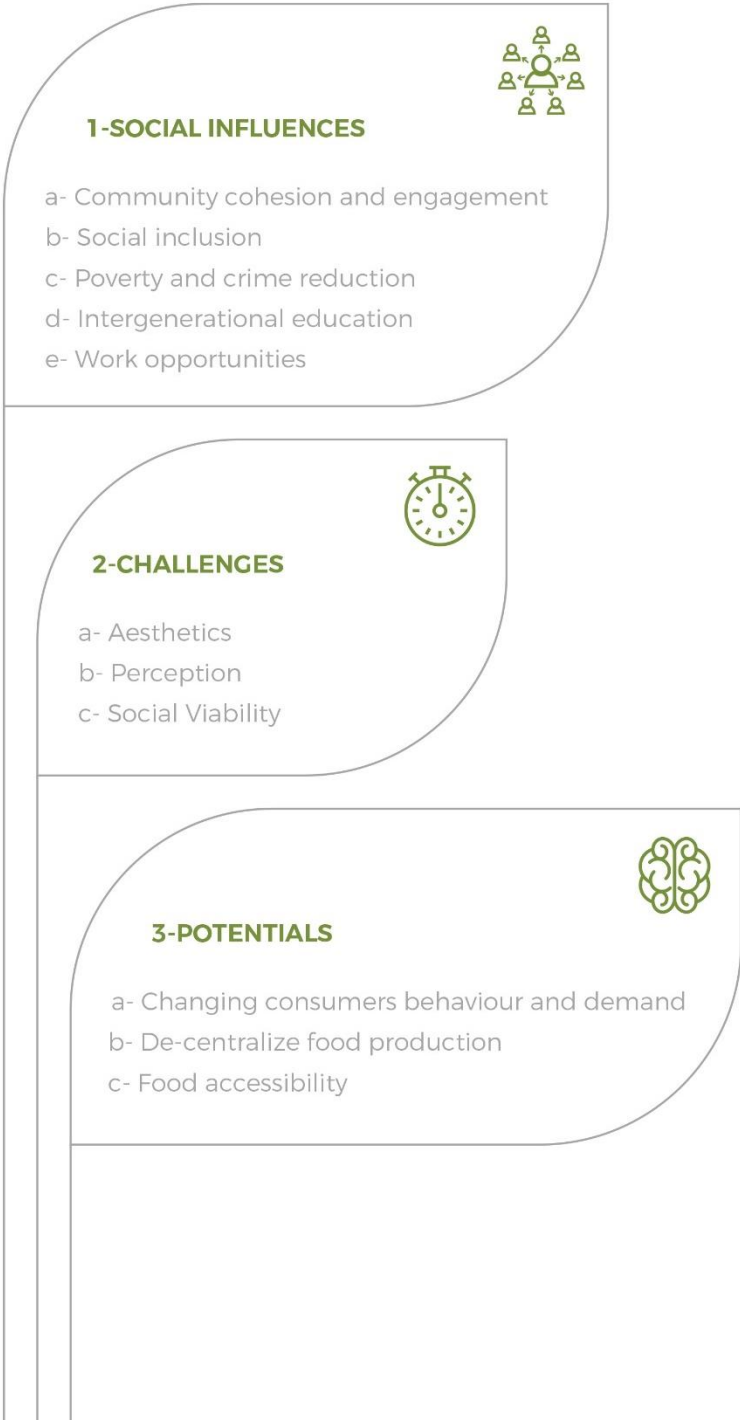 1-SOCIAL INFLUENCES
a- Community cohesion and engagement
b- Social inclusion
c- Poverty and crime reduction
d- Intergenerational education
e- Work opportunities
2-CHALLENGES
a- Aesthetics
b- Perception
c- Social Viability
3-POTENTIALS
a- Changing consumers behaviour and demand
b- De-centralize food production
c- Food accessibility